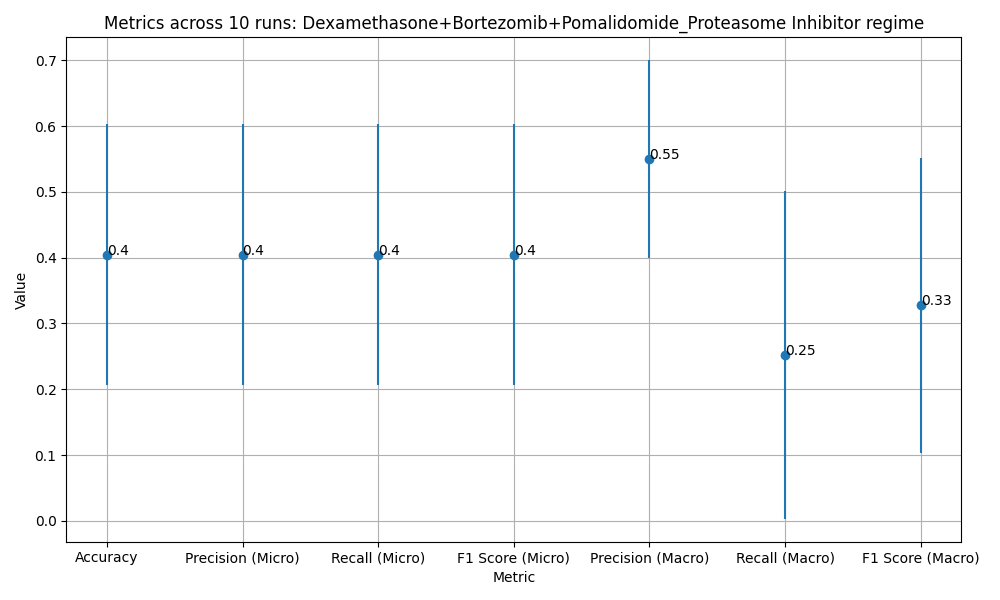 Metrics across 10 runs: Dexamethasone+Bortezomib+Pomalidomide_Proteasome Inhibitor regime
Value
0.7
0.6
0.5
0.4
0.3
0.2
0.1
0.0
0.4
0.4
0.4
0.4
0.55
0.25
0.33
Accuracy
Precision (Micro)
Recall (Micro)
F1 Score (Micro)
Precision (Macro)
Recall (Macro)
F1 Score (Macro)
Metric